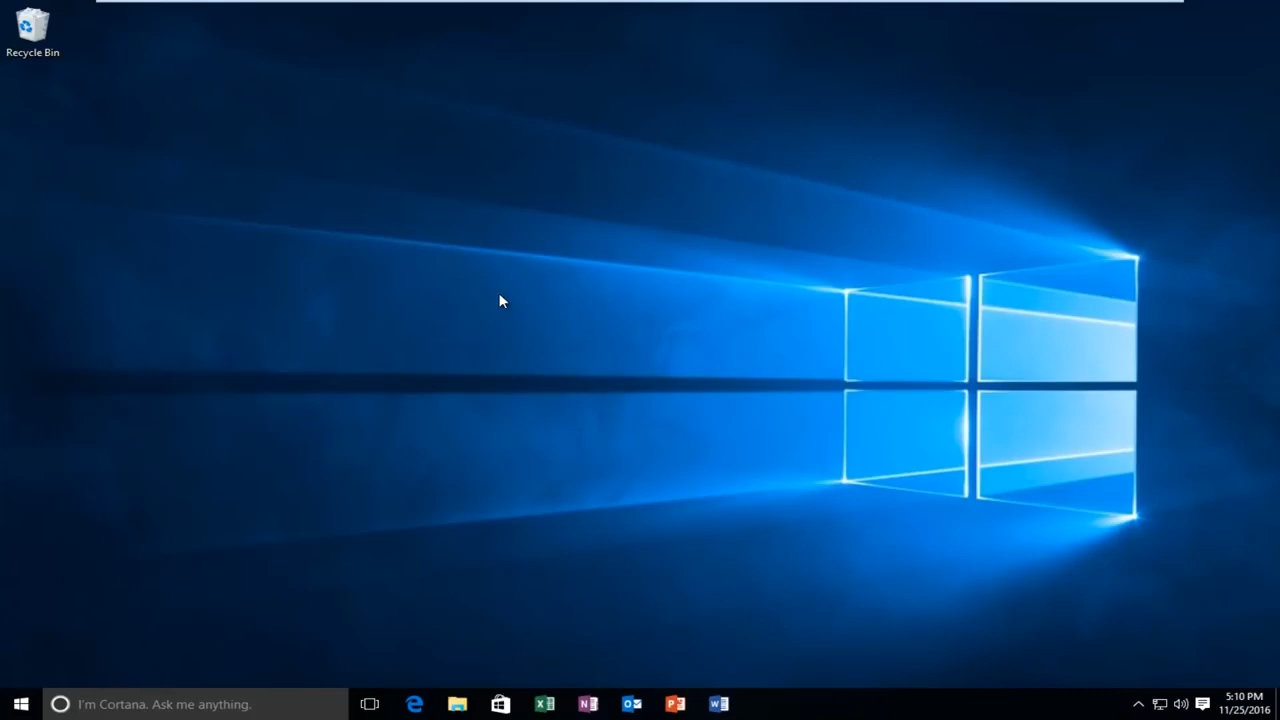 Recycle Bin
I'm Cortana. Ask me anything.
N
O
P
W
5:10 PM
11/25/2016